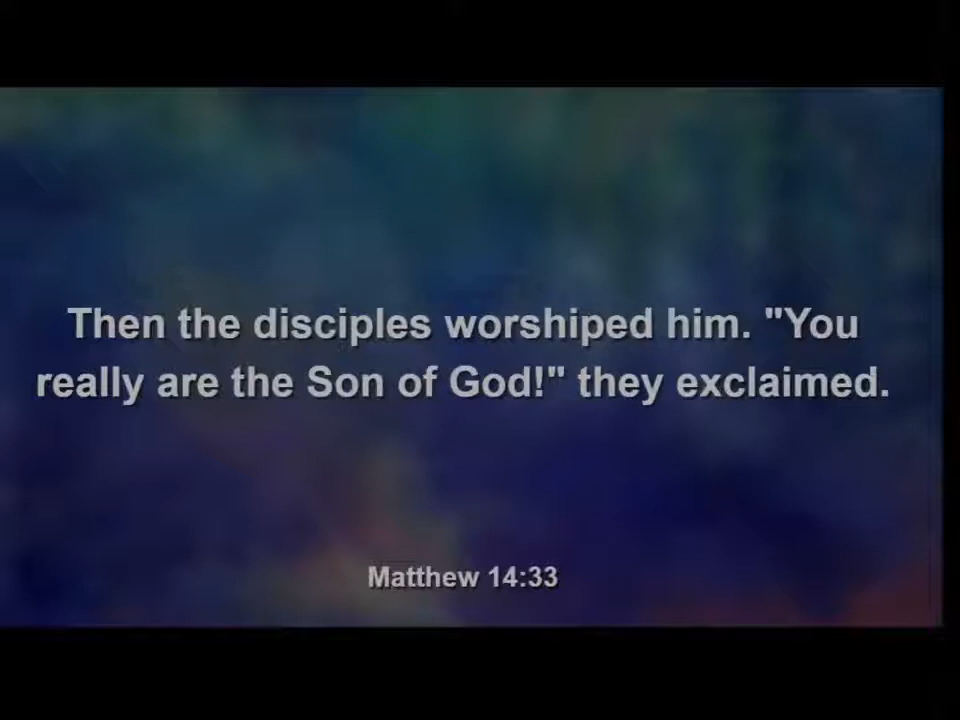 Then the disciples worshiped him. "You
really are the Son of God!" they exclaimed.
Matthew 14:33